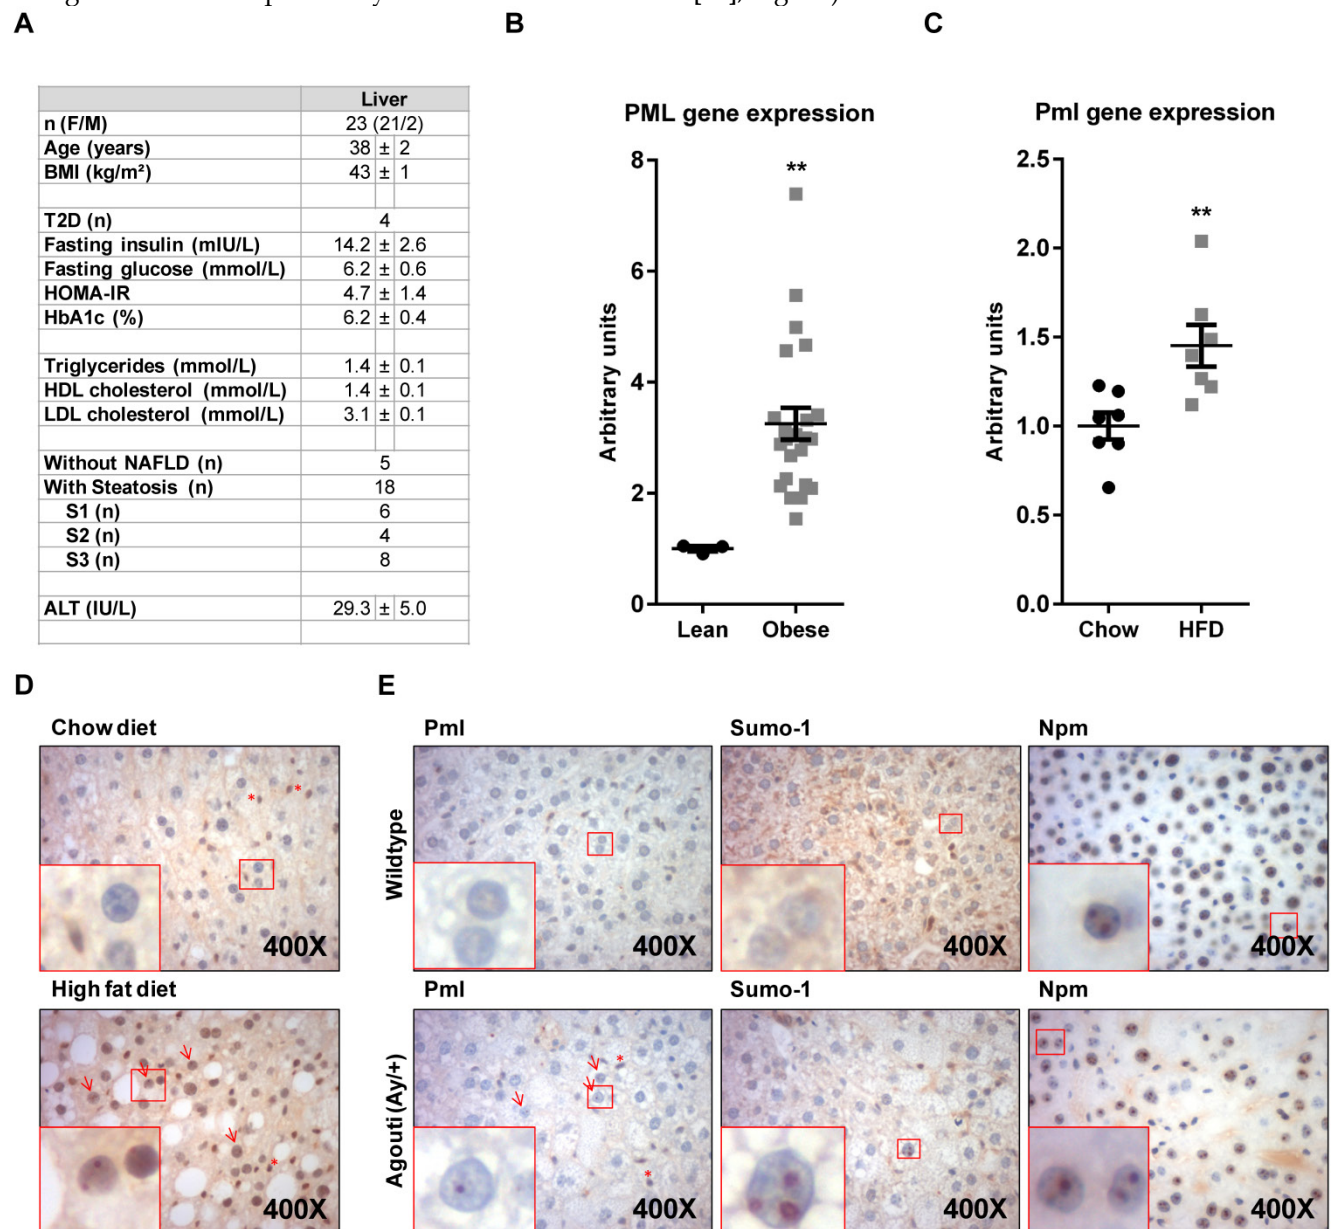 A
B
C
Liver
n (F/M) 23 (21/2)
Age (years) 38 ± 2
BMI (kg/m²) 43 ± 1
T2D (n) 4
Fasting insulin (mIU/L) 14.2 ± 2.6
Fasting glucose (mmol/L) 6.2 ± 0.6
HOMA-IR 4.7 ± 1.4
HbA1c (%) 6.2 ± 0.4
Triglycerides (mmol/L) 1.4 ± 0.1
HDL cholesterol (mmol/L) 1.4 ± 0.1
LDL cholesterol (mmol/L) 3.1 ± 0.1
Without NAFLD (n) 5
With Steatosis (n) 18
S1 (n) 6
S2 (n) 4
S3 (n) 8
ALT (IU/L) 29.3 ± 5.0
PML gene expression
**
Arbitrary units
8
6
4
2
0
Lean Obese
Pml gene expression
**
Arbitrary units
2.5
2.0
1.5
1.0
0.5
0.0
Chow HFD
D
Chow diet
* *
400X
High fat diet
*
400X
E
Pml Sumo-1 Npm
Wildtype
400X
Pml Sumo-1 Npm
Agouti (Ay/+)
*
*
400X 400X 400X